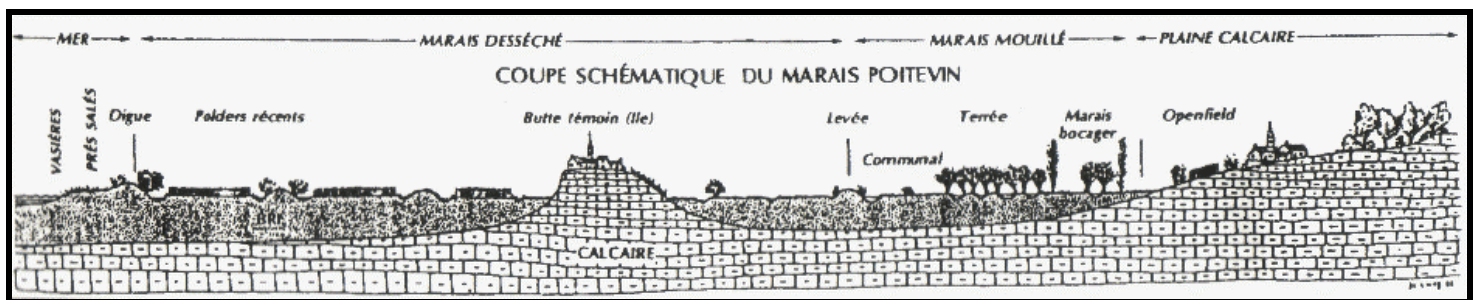 MER
MARAIS DESSÉCHÉ
MARAIS MOUILLÉ
PLAINE CALCAIRE
COUPE SCHÉMATIQUE DU MARAIS POITEVIN
VASIÈRES
PRÉS SALÉS
Digue
Polders récents
Butte témoin (Ile)
Levée
Communal
Terrée
Marais
bocager
Openfield
CALCAIRE